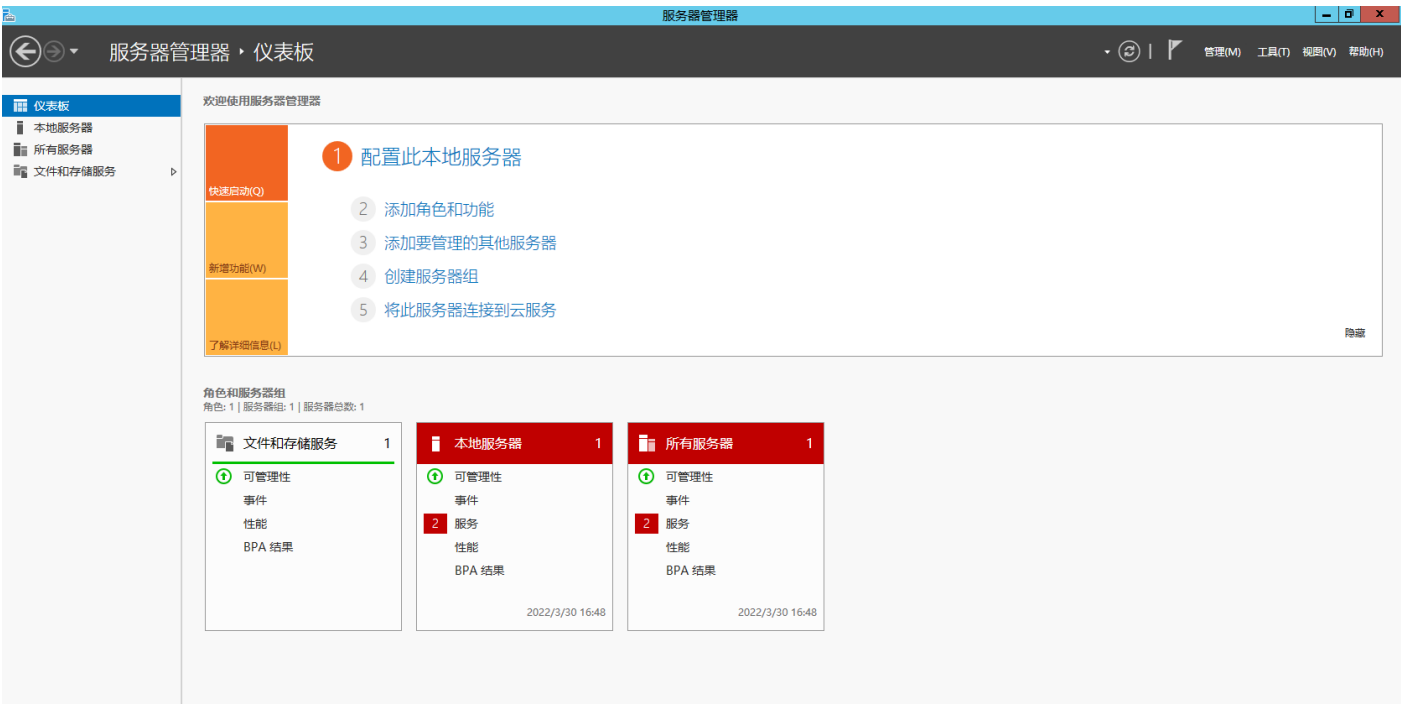 服务器管理器
服务器管理器 · 仪表板
管理(M) 工具(T) 视图(V) 帮助(H)
仪表板
本地服务器
所有服务器
文件和存储服务
欢迎使用服务器管理器
快速启动(Q)
新增功能(W)
了解详细信息(L)
1 配置此本地服务器
2 添加角色和功能
3 添加要管理的其他服务器
4 创建服务器组
5 将此服务器连接到云服务
隐藏
角色和服务器组
角色: 1 | 服务器组: 1 | 服务器总数: 1
文件和存储服务 1
可管理性
事件
性能
BPA 结果
本地服务器 1
可管理性
事件
2 服务
性能
BPA 结果
2022/3/30 16:48
所有服务器 1
可管理性
事件
2 服务
性能
BPA 结果
2022/3/30 16:48